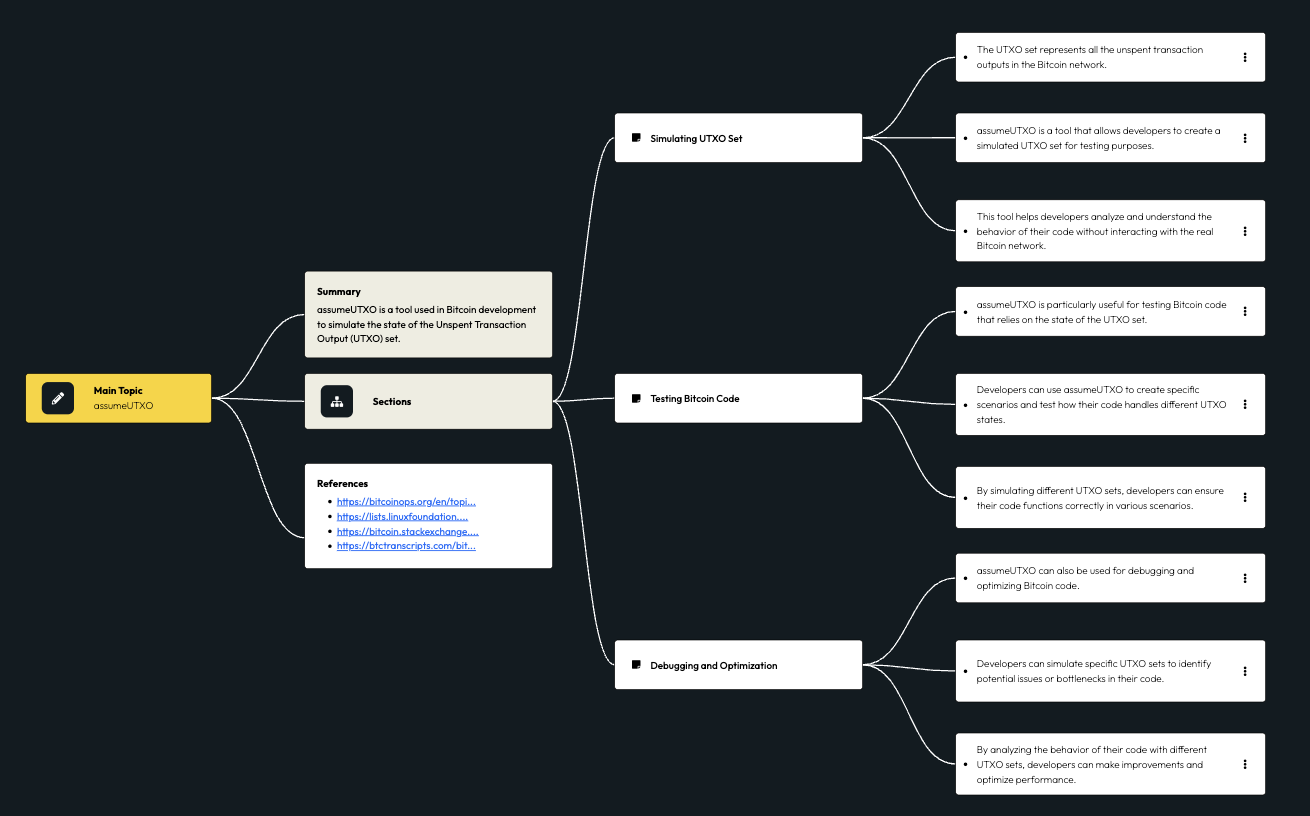 Main Topic
assumeUTXO
Summary
assumeUTXO is a tool used in Bitcoin development
to simulate the state of the Unspent Transaction
Output (UTXO) set.
Sections
References
https://bitcoinops.org/en/topi...
https://lists.linuxfoundation....
https://bitcoin.stackexchange....
https://btctranscripts.com/bit...
Simulating UTXO Set
The UTXO set represents all the unspent transaction
outputs in the Bitcoin network.
assumeUTXO is a tool that allows developers to create a
simulated UTXO set for testing purposes.
This tool helps developers analyze and understand the
behavior of their code without interacting with the real
Bitcoin network.
Testing Bitcoin Code
assumeUTXO is particularly useful for testing Bitcoin code
that relies on the state of the UTXO set.
Developers can use assumeUTXO to create specific
scenarios and test how their code handles different UTXO
states.
By simulating different UTXO sets, developers can ensure
their code functions correctly in various scenarios.
Debugging and Optimization
assumeUTXO can also be used for debugging and
optimizing Bitcoin code.
Developers can simulate specific UTXO sets to identify
potential issues or bottlenecks in their code.
By analyzing the behavior of their code with different
UTXO sets, developers can make improvements and
optimize performance.